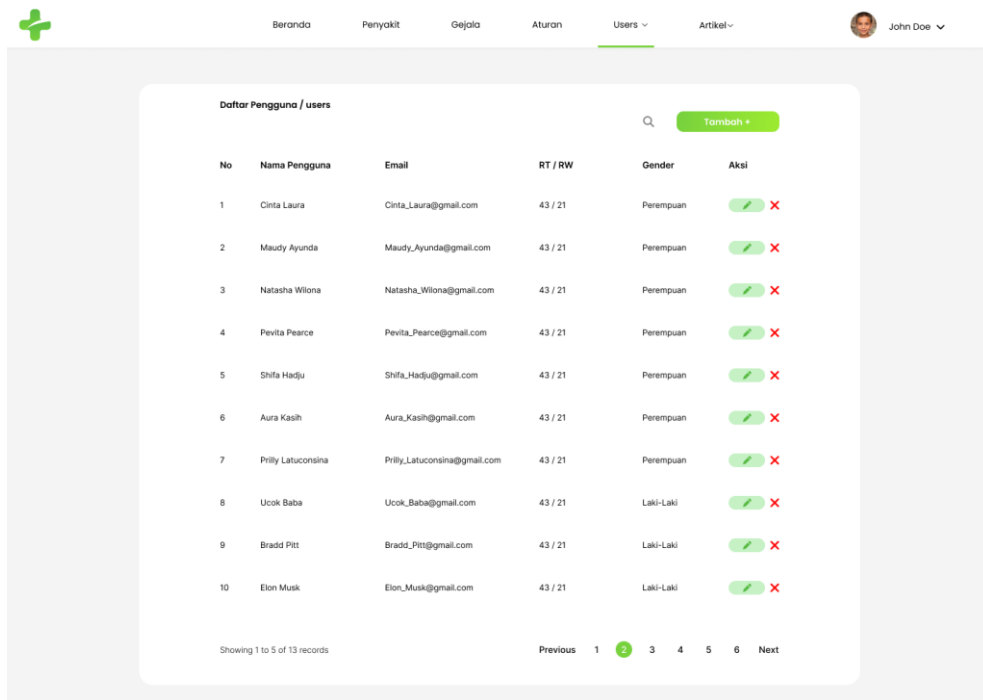 Beranda Penyakit Gejala Aturan Users Artikel John Doe
Daftar Pengguna / users
Tambah +
No Nama Pengguna Email RT / RW Gender Aksi
1 Cinta Laura Cinta_Laura@gmail.com 43 / 21 Perempuan
2 Maudy Ayunda Maudy_Ayunda@gmail.com 43 / 21 Perempuan
3 Natasha Wilona Natasha_Wilona@gmail.com 43 / 21 Perempuan
4 Pevita Pearce Pevita_Pearce@gmail.com 43 / 21 Perempuan
5 Shifa Hadju Shifa_Hadju@gmail.com 43 / 21 Perempuan
6 Aura Kasih Aura_Kasih@gmail.com 43 / 21 Perempuan
7 Prilly Latuconsina Prilly_Latuconsina@gmail.com 43 / 21 Perempuan
8 Ucok Baba Ucok_Baba@gmail.com 43 / 21 Laki-Laki
9 Bradd Pitt Bradd_Pitt@gmail.com 43 / 21 Laki-Laki
10 Elon Musk Elon_Musk@gmail.com 43 / 21 Laki-Laki
Showing 1 to 5 of 13 records Previous 1 2 3 4 5 6 Next